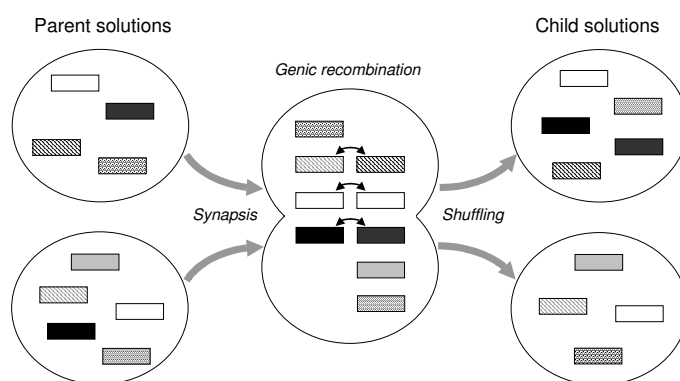 Parent solutions
Child solutions
Genic recombination
Synapsis
Shuffling